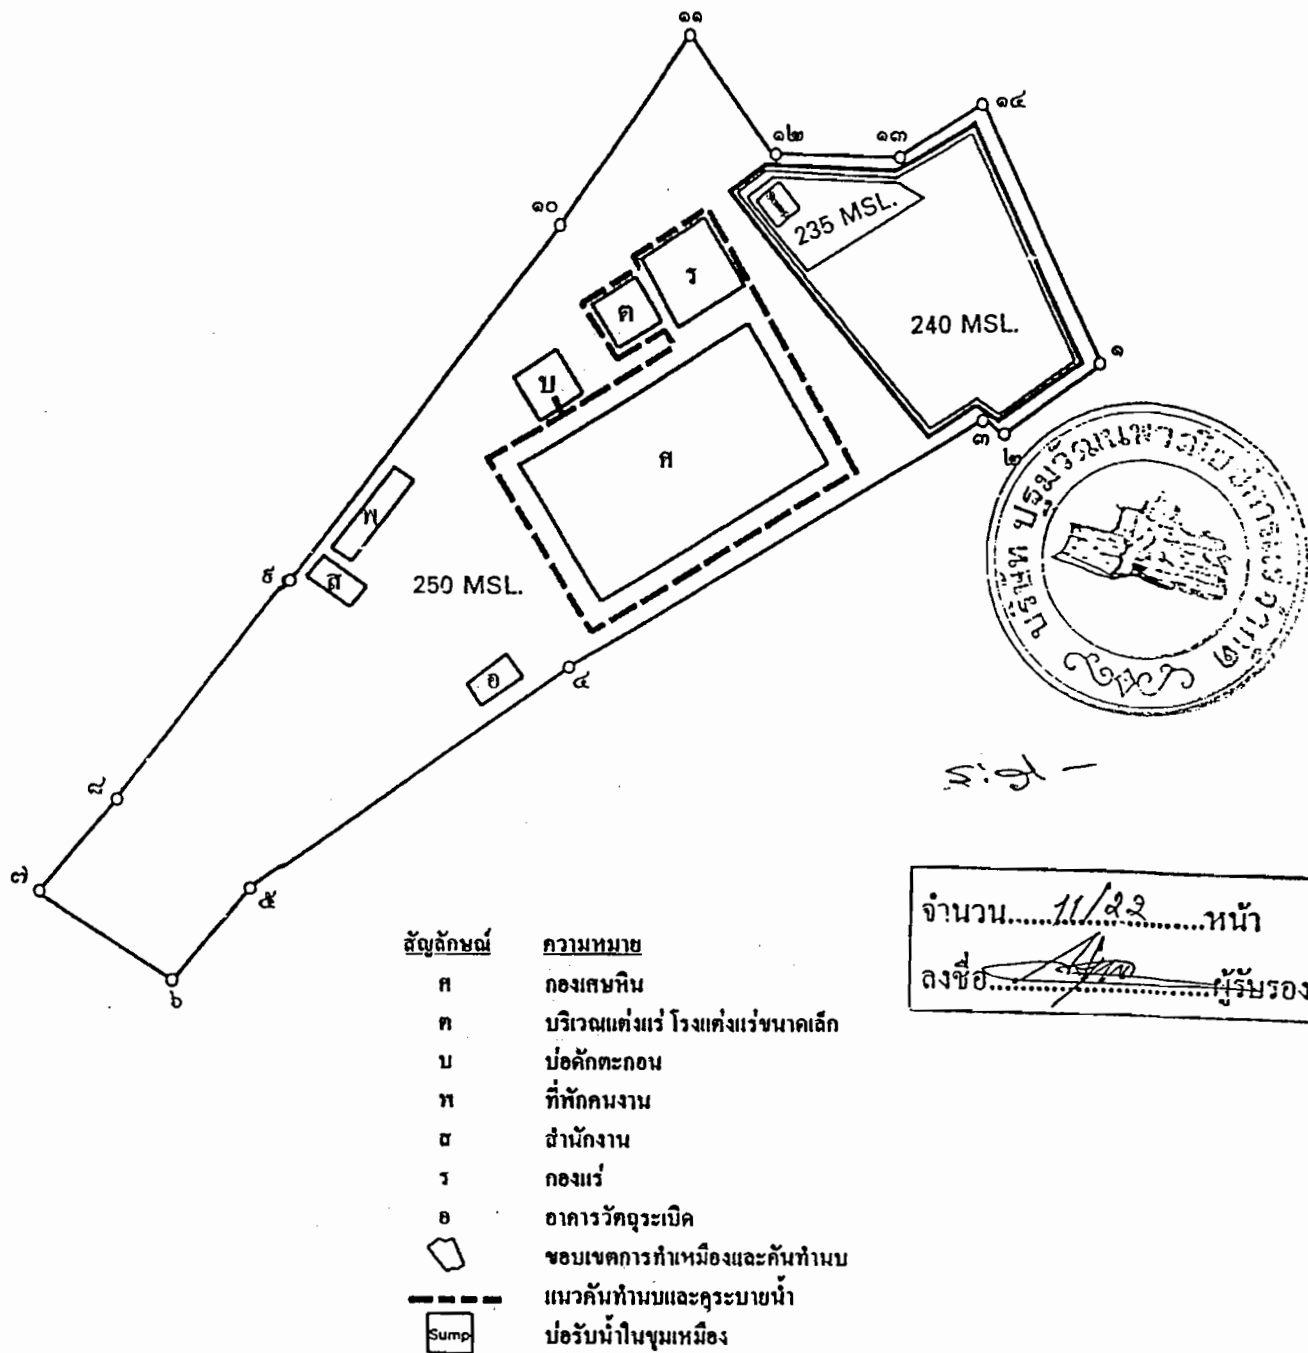 ๑๑
๑๔
๑๒
๑๓
๑๐
235 MSL.
ร
ต
240 MSL.
๑
บ
๓
๒
ศ
พ
๙
ส
250 MSL.
อ
๔
๘
๗
๕
๖
จำนวน.....11/22.....หน้า
ลงชื่อ..........ผู้รับรอง
สัญลักษณ์ ความหมาย
ศ กองเศษหิน
ต บริเวณแต่งแร่ โรงแต่งแร่ขนาดเล็ก
บ บ่อดักตะกอน
พ ที่พักคนงาน
ส สำนักงาน
ร กองแร่
อ อาคารวัตถุระเบิด
ขอบเขตการทำเหมืองและคันทำนบ
แนวคันทำนบและคูระบายน้ำ
Sump บ่อรับน้ำในขุมเหมือง